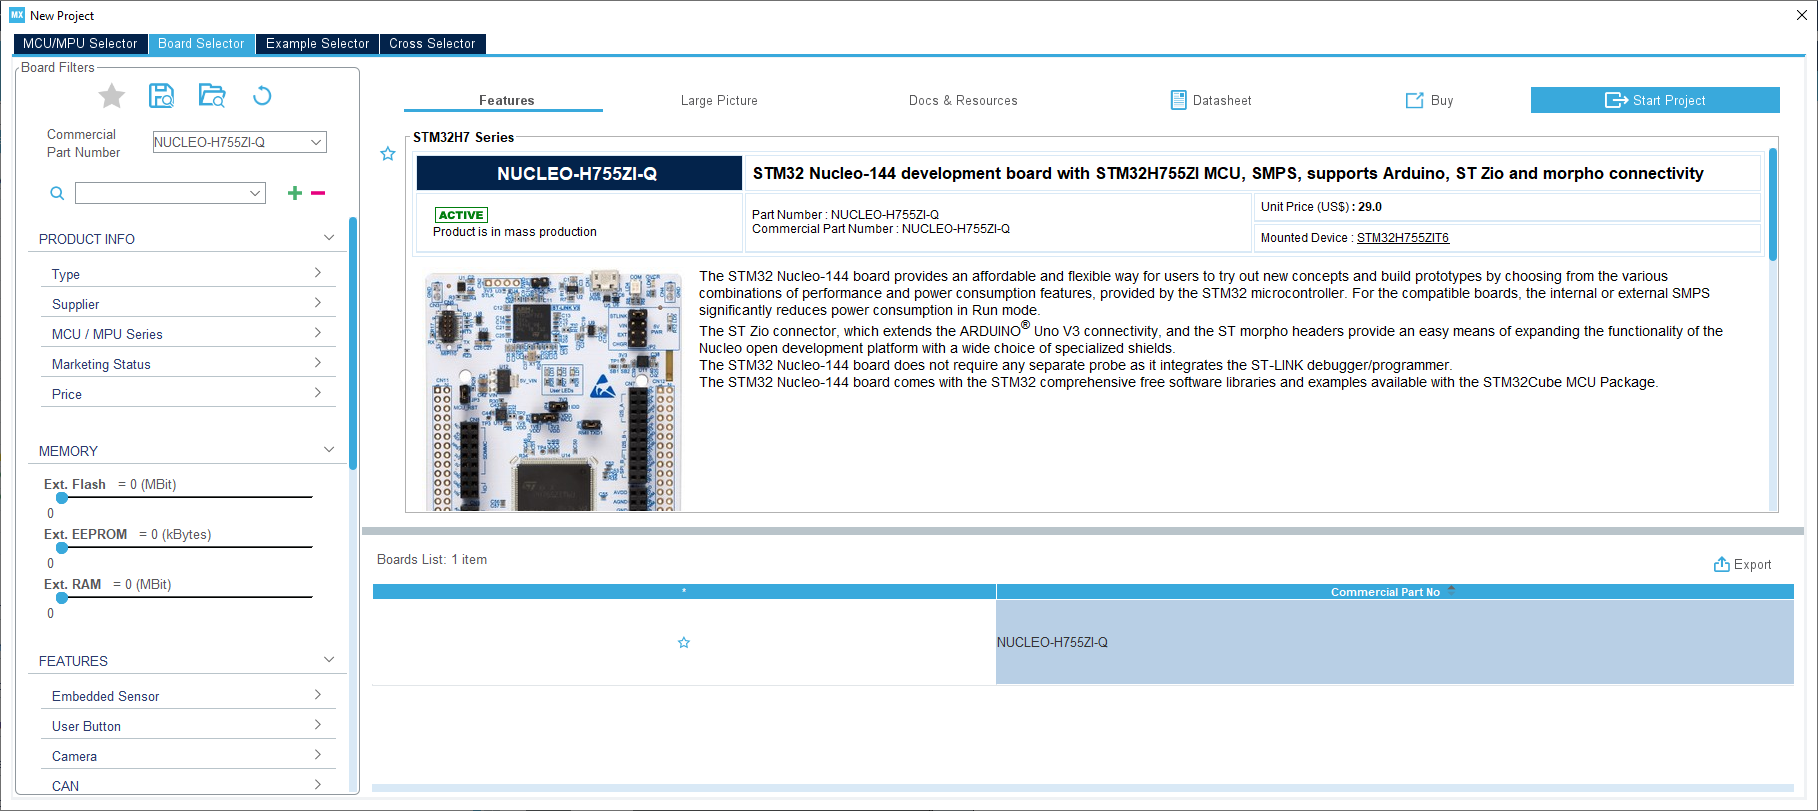 MX New Project
MCU/MPU Selector
Board Selector
Example Selector
Cross Selector
Board Filters
Commercial
Part Number
NUCLEO-H755ZI-Q
PRODUCT INFO
Type
Supplier
MCU / MPU Series
Marketing Status
Price
MEMORY
Ext. Flash = 0 (MBit)
0
Ext. EEPROM = 0 (kBytes)
0
Ext. RAM = 0 (MBit)
0
FEATURES
Embedded Sensor
User Button
Camera
CAN
Features
Large Picture
Docs & Resources
Datasheet
Buy
Start Project
STM32H7 Series
NUCLEO-H755ZI-Q
STM32 Nucleo-144 development board with STM32H755ZI MCU, SMPS, supports Arduino, ST Zio and morpho connectivity
ACTIVE
Product is in mass production
Part Number : NUCLEO-H755ZI-Q
Commercial Part Number : NUCLEO-H755ZI-Q
Unit Price (US$) : 29.0
Mounted Device : STM32H755ZIT6
The STM32 Nucleo-144 board provides an affordable and flexible way for users to try out new concepts and build prototypes by choosing from the various
combinations of performance and power consumption features, provided by the STM32 microcontroller. For the compatible boards, the internal or external SMPS
significantly reduces power consumption in Run mode.
The ST Zio connector, which extends the ARDUINO® Uno V3 connectivity, and the ST morpho headers provide an easy means of expanding the functionality of the
Nucleo open development platform with a wide choice of specialized shields.
The STM32 Nucleo-144 board does not require any separate probe as it integrates the ST-LINK debugger/programmer.
The STM32 Nucleo-144 board comes with the STM32 comprehensive free software libraries and examples available with the STM32Cube MCU Package.
Boards List: 1 item
Export
*
Commercial Part No
NUCLEO-H755ZI-Q